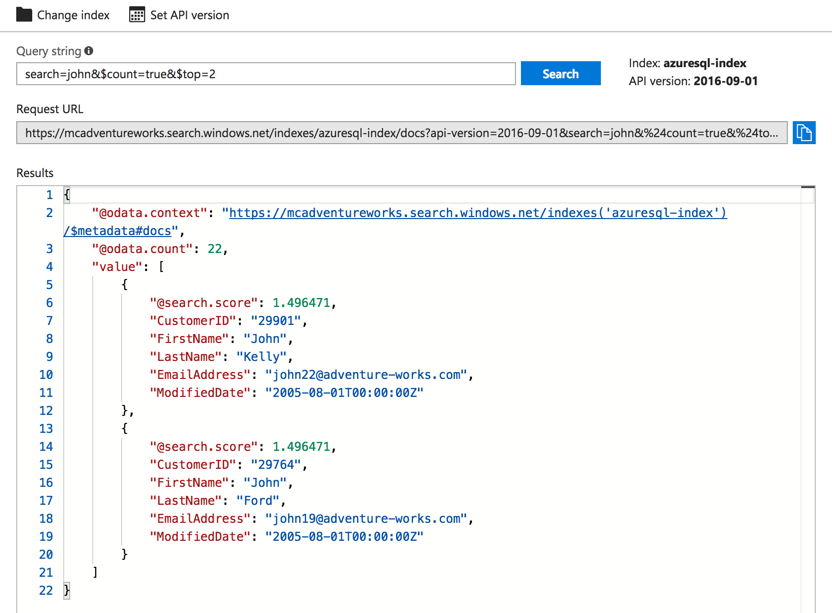 Change index Set API version
Query string
search=john&$count=true&$top=2 Search
Index: azuresql-index
API version: 2016-09-01
Request URL
https://mcadventureworks.search.windows.net/indexes/azuresql-index/docs?api-version=2016-09-01&search=john&%24count=true&%24to...
Results
1 {
2 "@odata.context": "https://mcadventureworks.search.windows.net/indexes('azuresql-index')
/$metadata#docs",
3 "@odata.count": 22,
4 "value": [
5 {
6 "@search.score": 1.496471,
7 "CustomerID": "29901",
8 "FirstName": "John",
9 "LastName": "Kelly",
10 "EmailAddress": "john22@adventure-works.com",
11 "ModifiedDate": "2005-08-01T00:00:00Z"
12 },
13 {
14 "@search.score": 1.496471,
15 "CustomerID": "29764",
16 "FirstName": "John",
17 "LastName": "Ford",
18 "EmailAddress": "john19@adventure-works.com",
19 "ModifiedDate": "2005-08-01T00:00:00Z"
20 }
21 ]
22 }